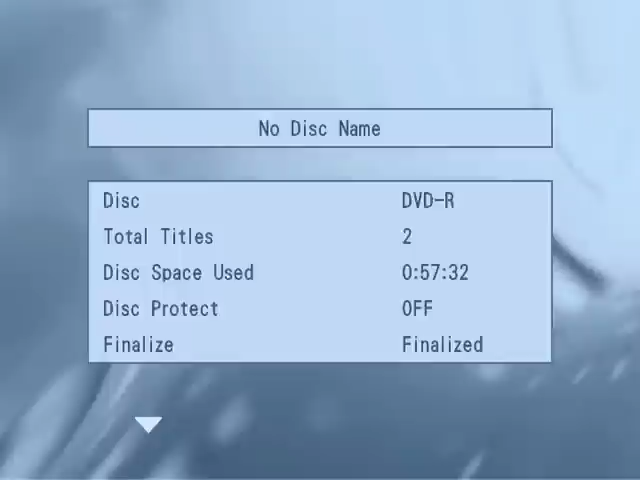 No Disc Name
Disc DVD-R
Total Titles 2
Disc Space Used 0:57:32
Disc Protect OFF
Finalize Finalized